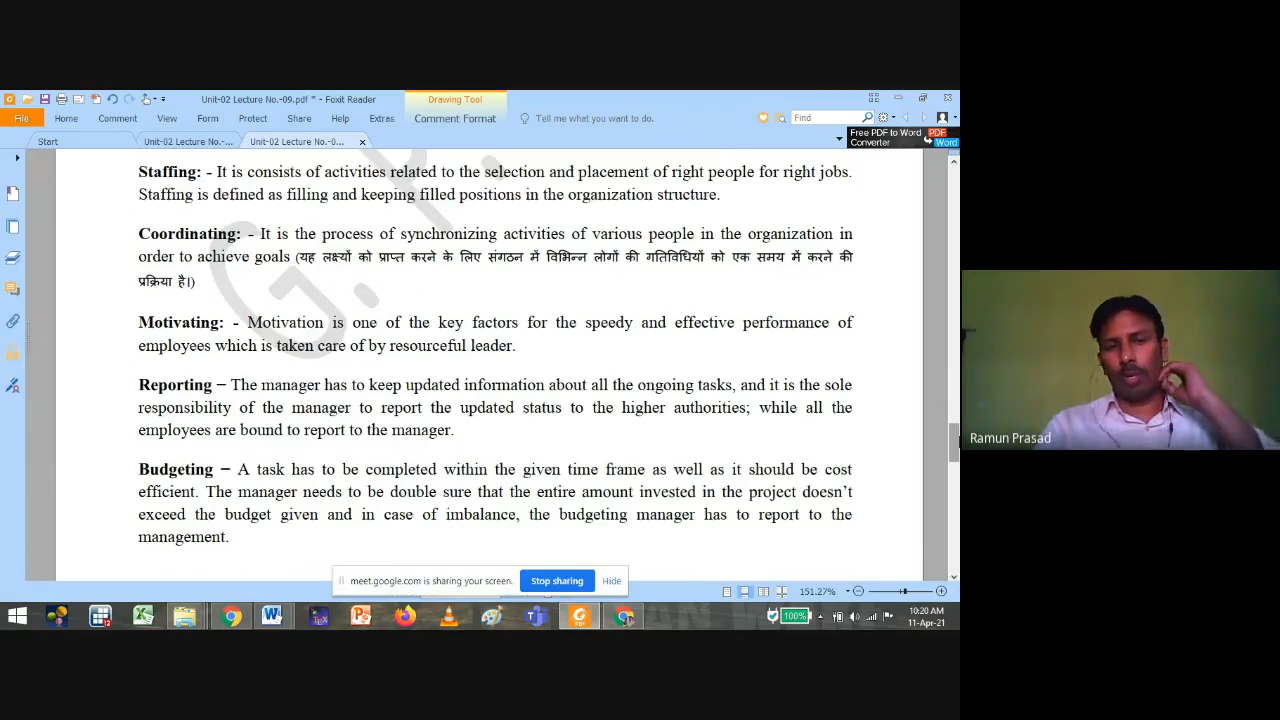 Unit-02 Lecture No.-09.pdf * - Foxit Reader
Drawing Tool
File
Home
Comment
View
Form
Protect
Share
Help
Extras
Comment Format
Tell me what you want to do.
Find
Start
Unit-02 Lecture No.-...
Unit-02 Lecture No.-0...
Free PDF to Word
Converter
PDF
Word
Staffing: - It is consists of activities related to the selection and placement of right people for right jobs.
Staffing is defined as filling and keeping filled positions in the organization structure.
Coordinating: - It is the process of synchronizing activities of various people in the organization in
order to achieve goals (यह लक्ष्यों को प्राप्त करने के लिए संगठन में विभिन्न लोगों की गतिविधियों को एक समय में करने की
प्रक्रिया है।)
Motivating: - Motivation is one of the key factors for the speedy and effective performance of
employees which is taken care of by resourceful leader.
Reporting – The manager has to keep updated information about all the ongoing tasks, and it is the sole
responsibility of the manager to report the updated status to the higher authorities; while all the
employees are bound to report to the manager.
Budgeting – A task has to be completed within the given time frame as well as it should be cost
efficient. The manager needs to be double sure that the entire amount invested in the project doesn't
exceed the budget given and in case of imbalance, the budgeting manager has to report to the
management.
meet.google.com is sharing your screen.
Stop sharing
Hide
151.27%
100%
10:20 AM
11-Apr-21
Ramun Prasad